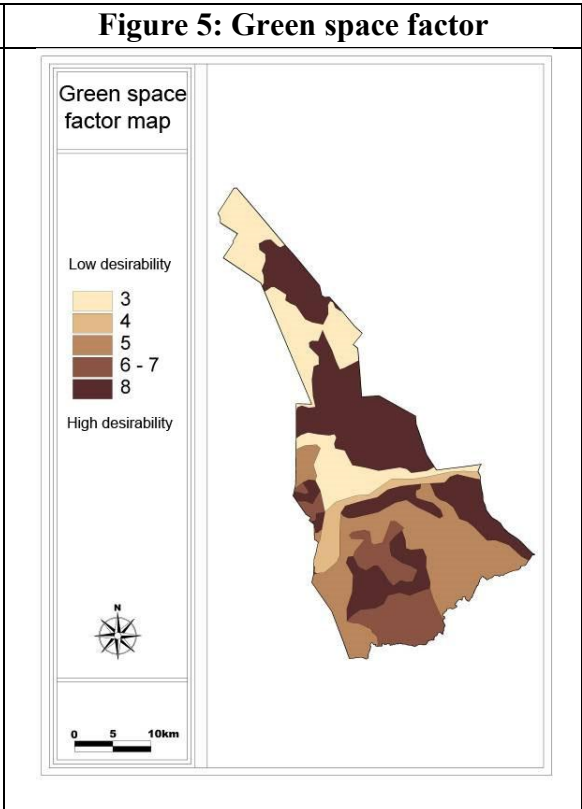 Figure 5: Green space factor
Green space
factor map
Low desirability
3
4
5
6 - 7
8
High desirability
N
0 5 10km